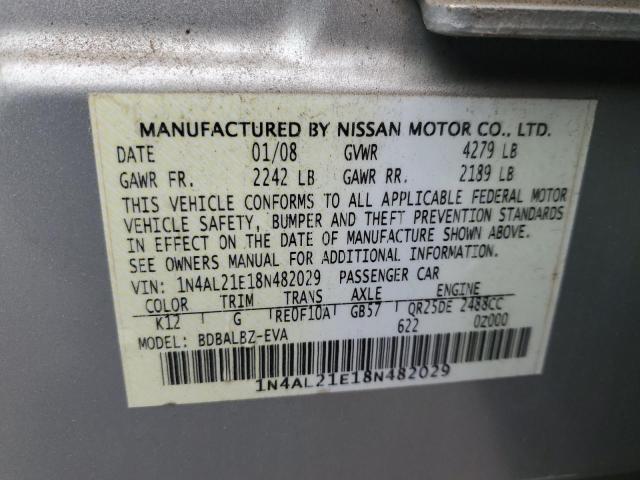 MANUFACTURED BY NISSAN MOTOR CO., LTD.
DATE 01/08 GVWR 4279 LB
GAWR FR. 2242 LB GAWR RR. 2189 LB
THIS VEHICLE CONFORMS TO ALL APPLICABLE FEDERAL MOTOR
VEHICLE SAFETY, BUMPER AND THEFT PREVENTION STANDARDS
IN EFFECT ON THE DATE OF MANUFACTURE SHOWN ABOVE.
SEE OWNERS MANUAL FOR ADDITIONAL INFORMATION.
VIN: 1N4AL21E18N482029 PASSENGER CAR
COLOR TRIM TRANS AXLE ENGINE
K12 G RE0F10A GB57 QR25DE 2488CC
MODEL: BDBALBZ-EVA 622 0Z000
1N4AL21E18N482029